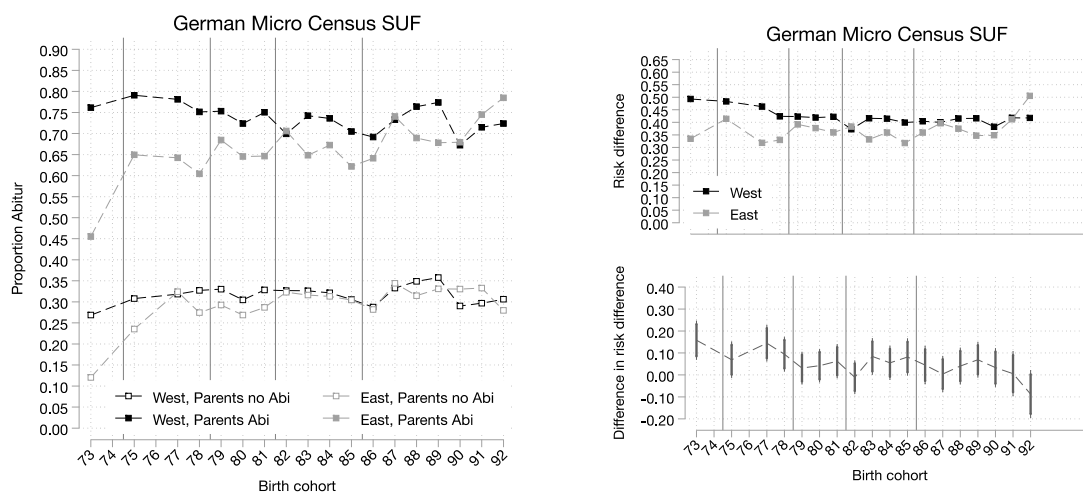 German Micro Census SUF
Proportion Abitur
0.90
0.85
0.80
0.75
0.70
0.65
0.60
0.55
0.50
0.45
0.40
0.35
0.30
0.25
0.20
0.15
0.10
0.05
0.00
West, Parents no Abi
East, Parents no Abi
West, Parents Abi
East, Parents Abi
73 74 75 76 77 78 79 80 81 82 83 84 85 86 87 88 89 90 91 92
Birth cohort
German Micro Census SUF
Risk difference
0.65
0.60
0.55
0.50
0.45
0.40
0.35
0.30
0.25
0.20
0.15
0.10
0.05
0.00
West
East
Difference in risk difference
0.40
0.20
0.10
0.00
-0.10
-0.20
73 74 75 76 77 78 79 80 81 82 83 84 85 86 87 88 89 90 91 92
Birth cohort